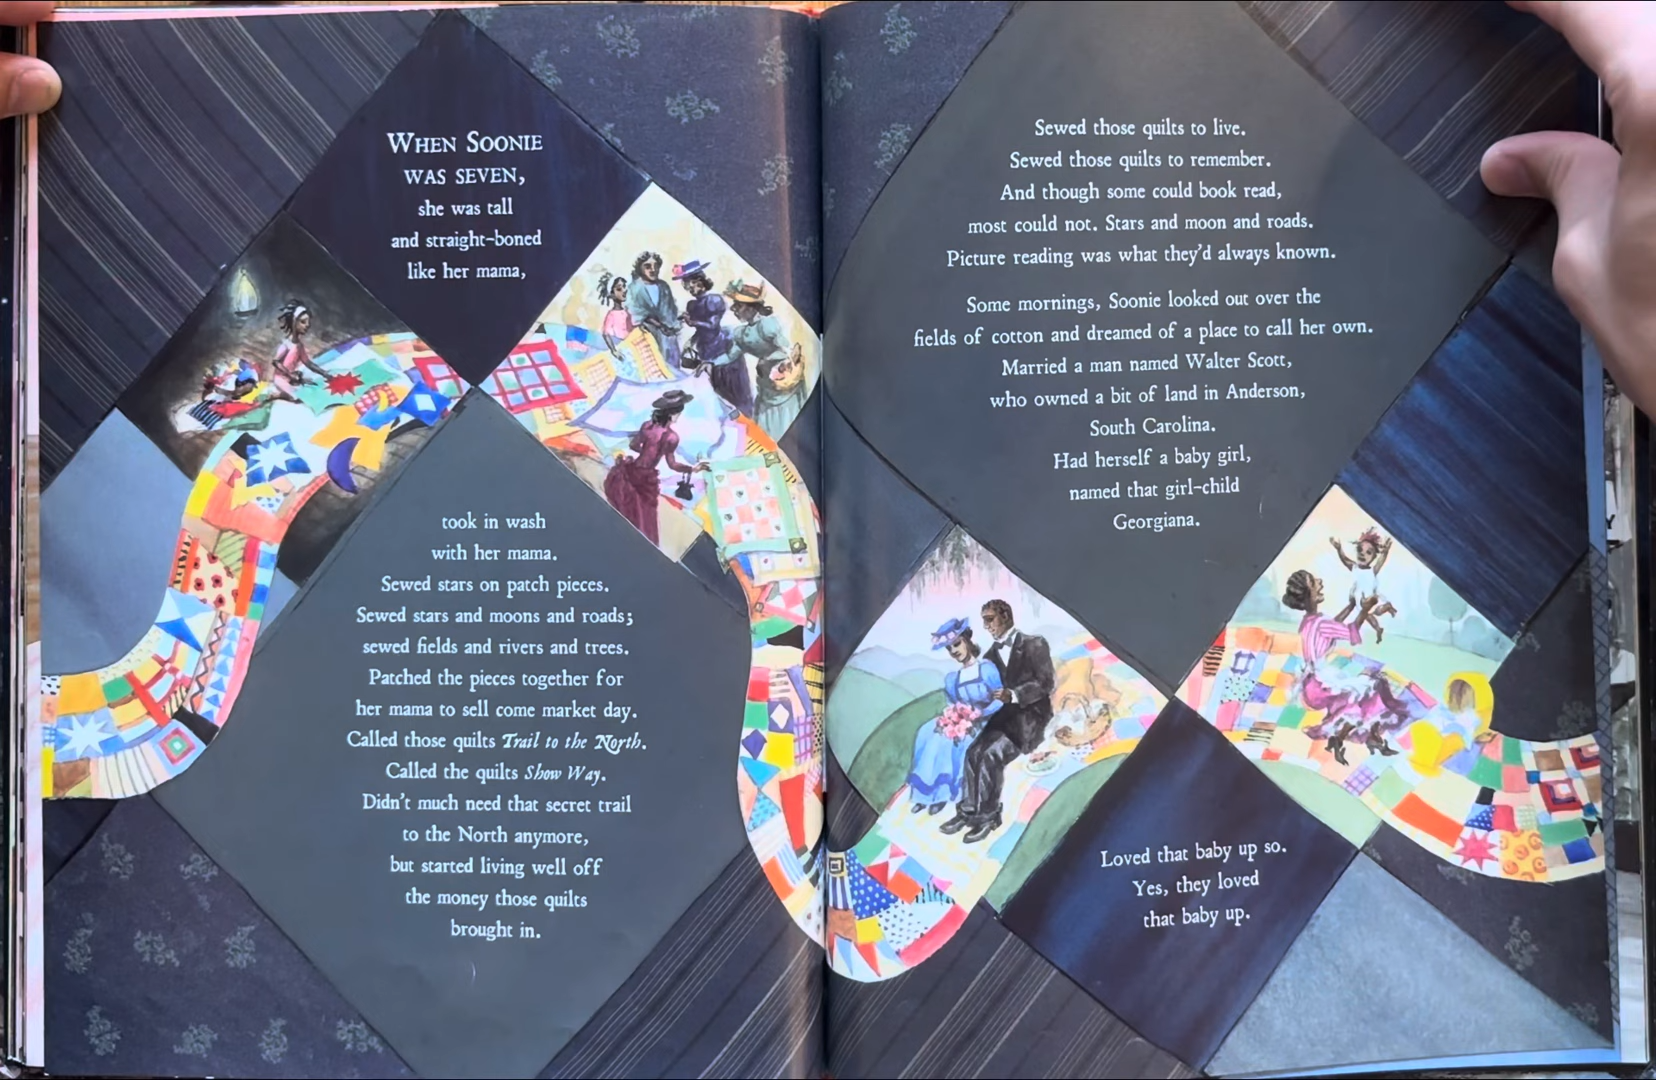 WHEN SOONIE
WAS SEVEN,
she was tall
and straight-boned
like her mama,
took in wash
with her mama.
Sewed stars on patch pieces.
Sewed stars and moons and roads;
sewed fields and rivers and trees.
Patched the pieces together for
her mama to sell come market day.
Called those quilts Trail to the North.
Called the quilts Show Way.
Didn't much need that secret trail
to the North anymore,
but started living well off
the money those quilts
brought in.
Sewed those quilts to live.
Sewed those quilts to remember.
And though some could book read,
most could not. Stars and moon and roads.
Picture reading was what they'd always known.
Some mornings, Soonie looked out over the
fields of cotton and dreamed of a place to call her own.
Married a man named Walter Scott,
who owned a bit of land in Anderson,
South Carolina.
Had herself a baby girl,
named that girl-child
Georgiana.
Loved that baby up so.
Yes, they loved
that baby up.